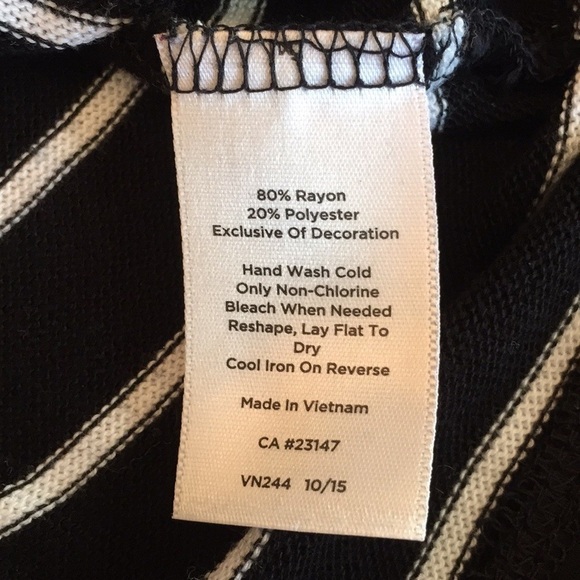 80% Rayon
20% Polyester
Exclusive Of Decoration
Hand Wash Cold
Only Non-Chlorine
Bleach When Needed
Reshape, Lay Flat To
Dry
Cool Iron On Reverse
Made In Vietnam
CA #23147
VN244 10/15